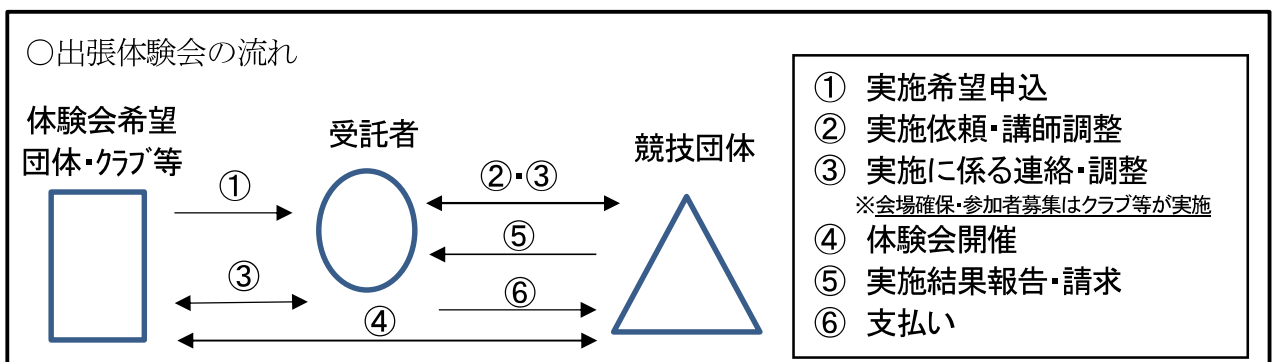 ○出張体験会の流れ
体験会希望
団体・クラブ等
受託者
競技団体
①
②・③
⑤
③
⑥
④
① 実施希望申込
② 実施依頼・講師調整
③ 実施に係る連絡・調整
※会場確保・参加者募集はクラブ等が実施
④ 体験会開催
⑤ 実施結果報告・請求
⑥ 支払い